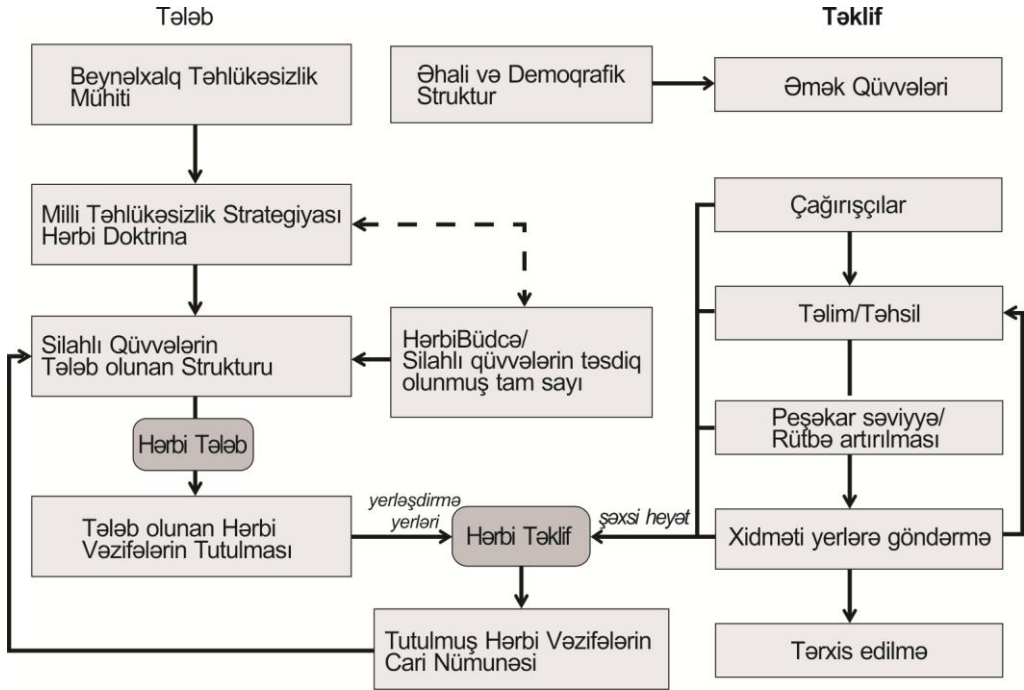 Tələb
Təklif
Beynəlxalq Təhlükəsizlik
Mühiti
Əhali və Demoqrafik
Struktur
Əmək Qüvvələri
Milli Təhlükəsizlik Strategiyası
Hərbi Doktrina
Çağırışçılar
Silahlı Qüvvələrin
Tələb olunan Strukturu
HərbiBüdcə/
Silahlı qüvvələrin təsdiq
olunmuş tam sayı
Təlim/Təhsil
Hərbi Tələb
Peşəkar səviyyə/
Rütbə artırılması
Tələb olunan Hərbi
Vəzifələrin Tutulması
yerləşdirmə
yerləri
Hərbi Təklif
şəxsi heyət
Xidməti yerlərə göndərmə
Tutulmuş Hərbi Vəzifələrin
Cari Nümunəsi
Tərxis edilmə